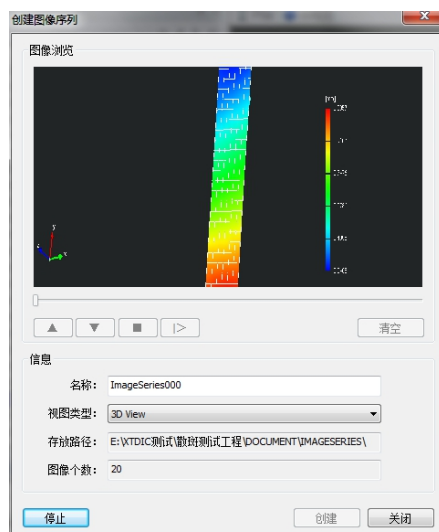 创建图像序列
图像浏览
y
x
清空
信息
名称: ImageSeries000
视图类型: 3D View
存放路径: E:\XTDIC测试\散斑测试工程\DOCUMENT\IMAGESERIES\
图像个数: 20
停止
创建
关闭